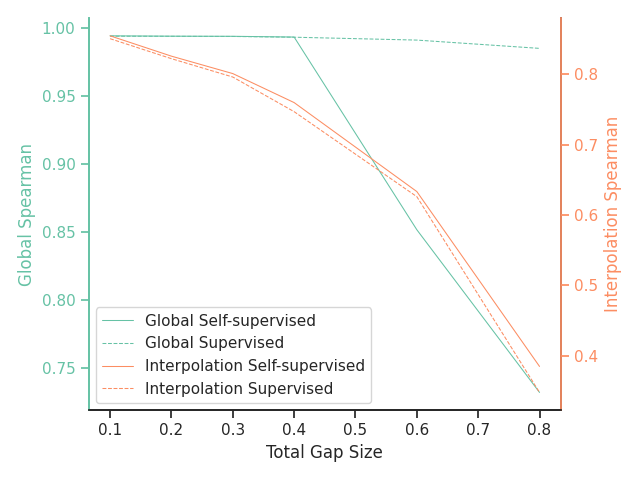 1.00
0.95
0.90
0.85
0.80
0.75
Global Spearman
0.8
0.7
0.6
0.5
0.4
Interpolation Spearman
Global Self-supervised
Global Supervised
Interpolation Self-supervised
Interpolation Supervised
0.1 0.2 0.3 0.4 0.5 0.6 0.7 0.8
Total Gap Size